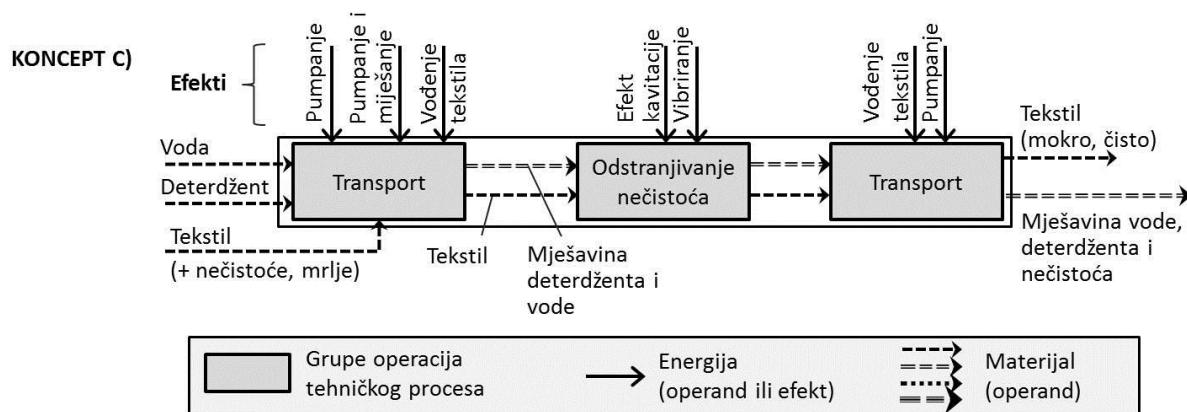 KONCEPT C)
Efekti
Pumpanje
Pumpanje i
miješanje
Vođenje
tekstila
Efekt
kavitacije
Vibriranje
Vođenje
tekstila
Pumpanje
Voda
Deterdžent
Tekstil
(+ nečistoće, mrlje)
Transport
Tekstil
Mješavina
deterdženta i
vode
Odstranjivanje
nečistoća
Transport
Tekstil
(mokro, čisto)
Mješavina vode,
deterdženta i
nečistoća
Grupe operacija
tehničkog procesa
Energija
(operand ili efekt)
Materijal
(operand)